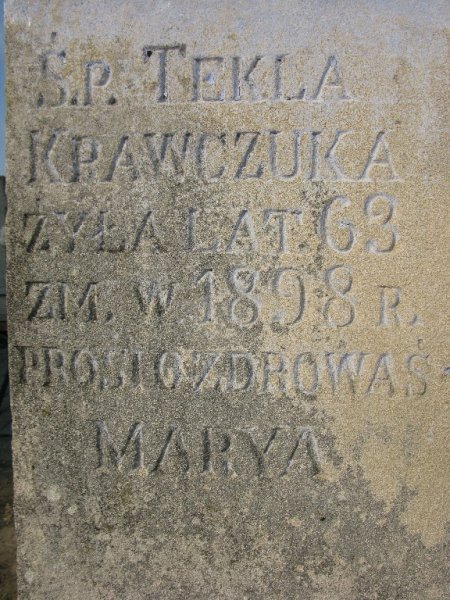 Ś.P. TEKLA
KRAWCZUKA
ŻYŁA LAT. 63
ZM. W 1898 R.
PROSI O ZDROWAŚ-
MARYA